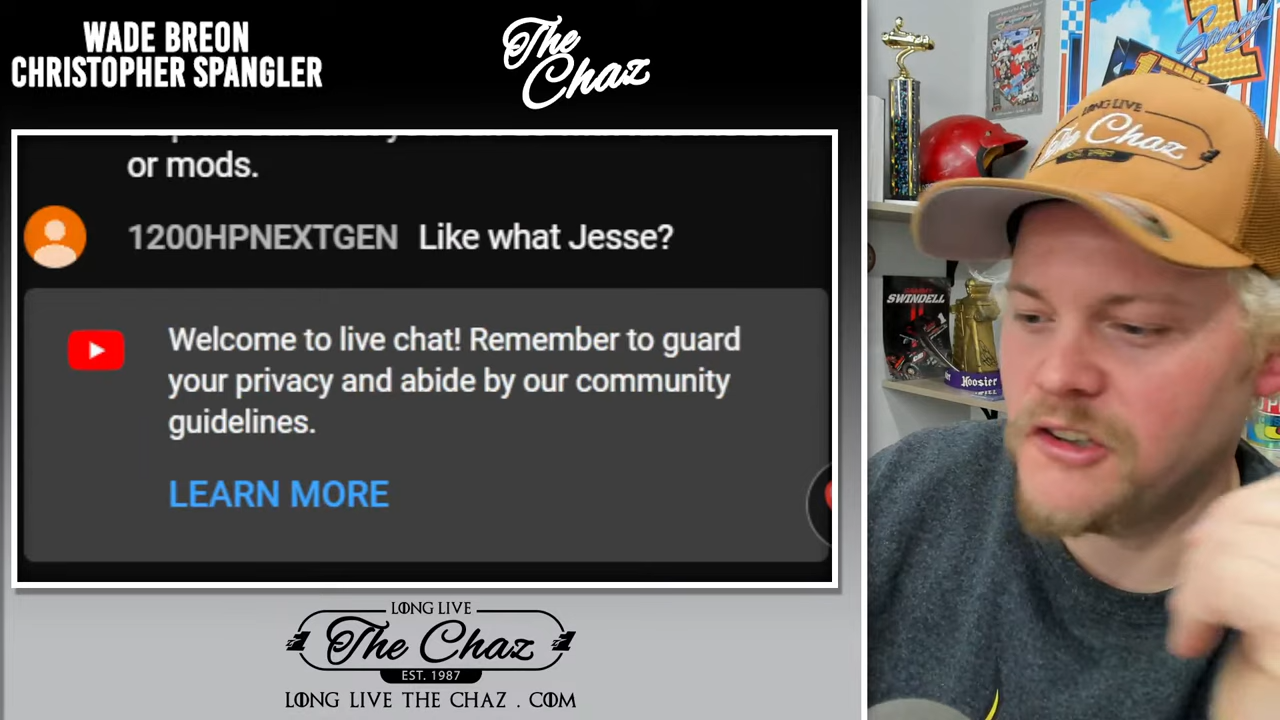 WADE BREON
CHRISTOPHER SPANGLER
The
Chaz
or mods.
1200HPNEXTGEN Like what Jesse?
Welcome to live chat! Remember to guard
your privacy and abide by our community
guidelines.
LEARN MORE
LONG LIVE
The Chaz
EST. 1987
LONG LIVE THE CHAZ . COM
Sammy
1
LONG LIVE
The Chaz
SWINDELL
Hoosier